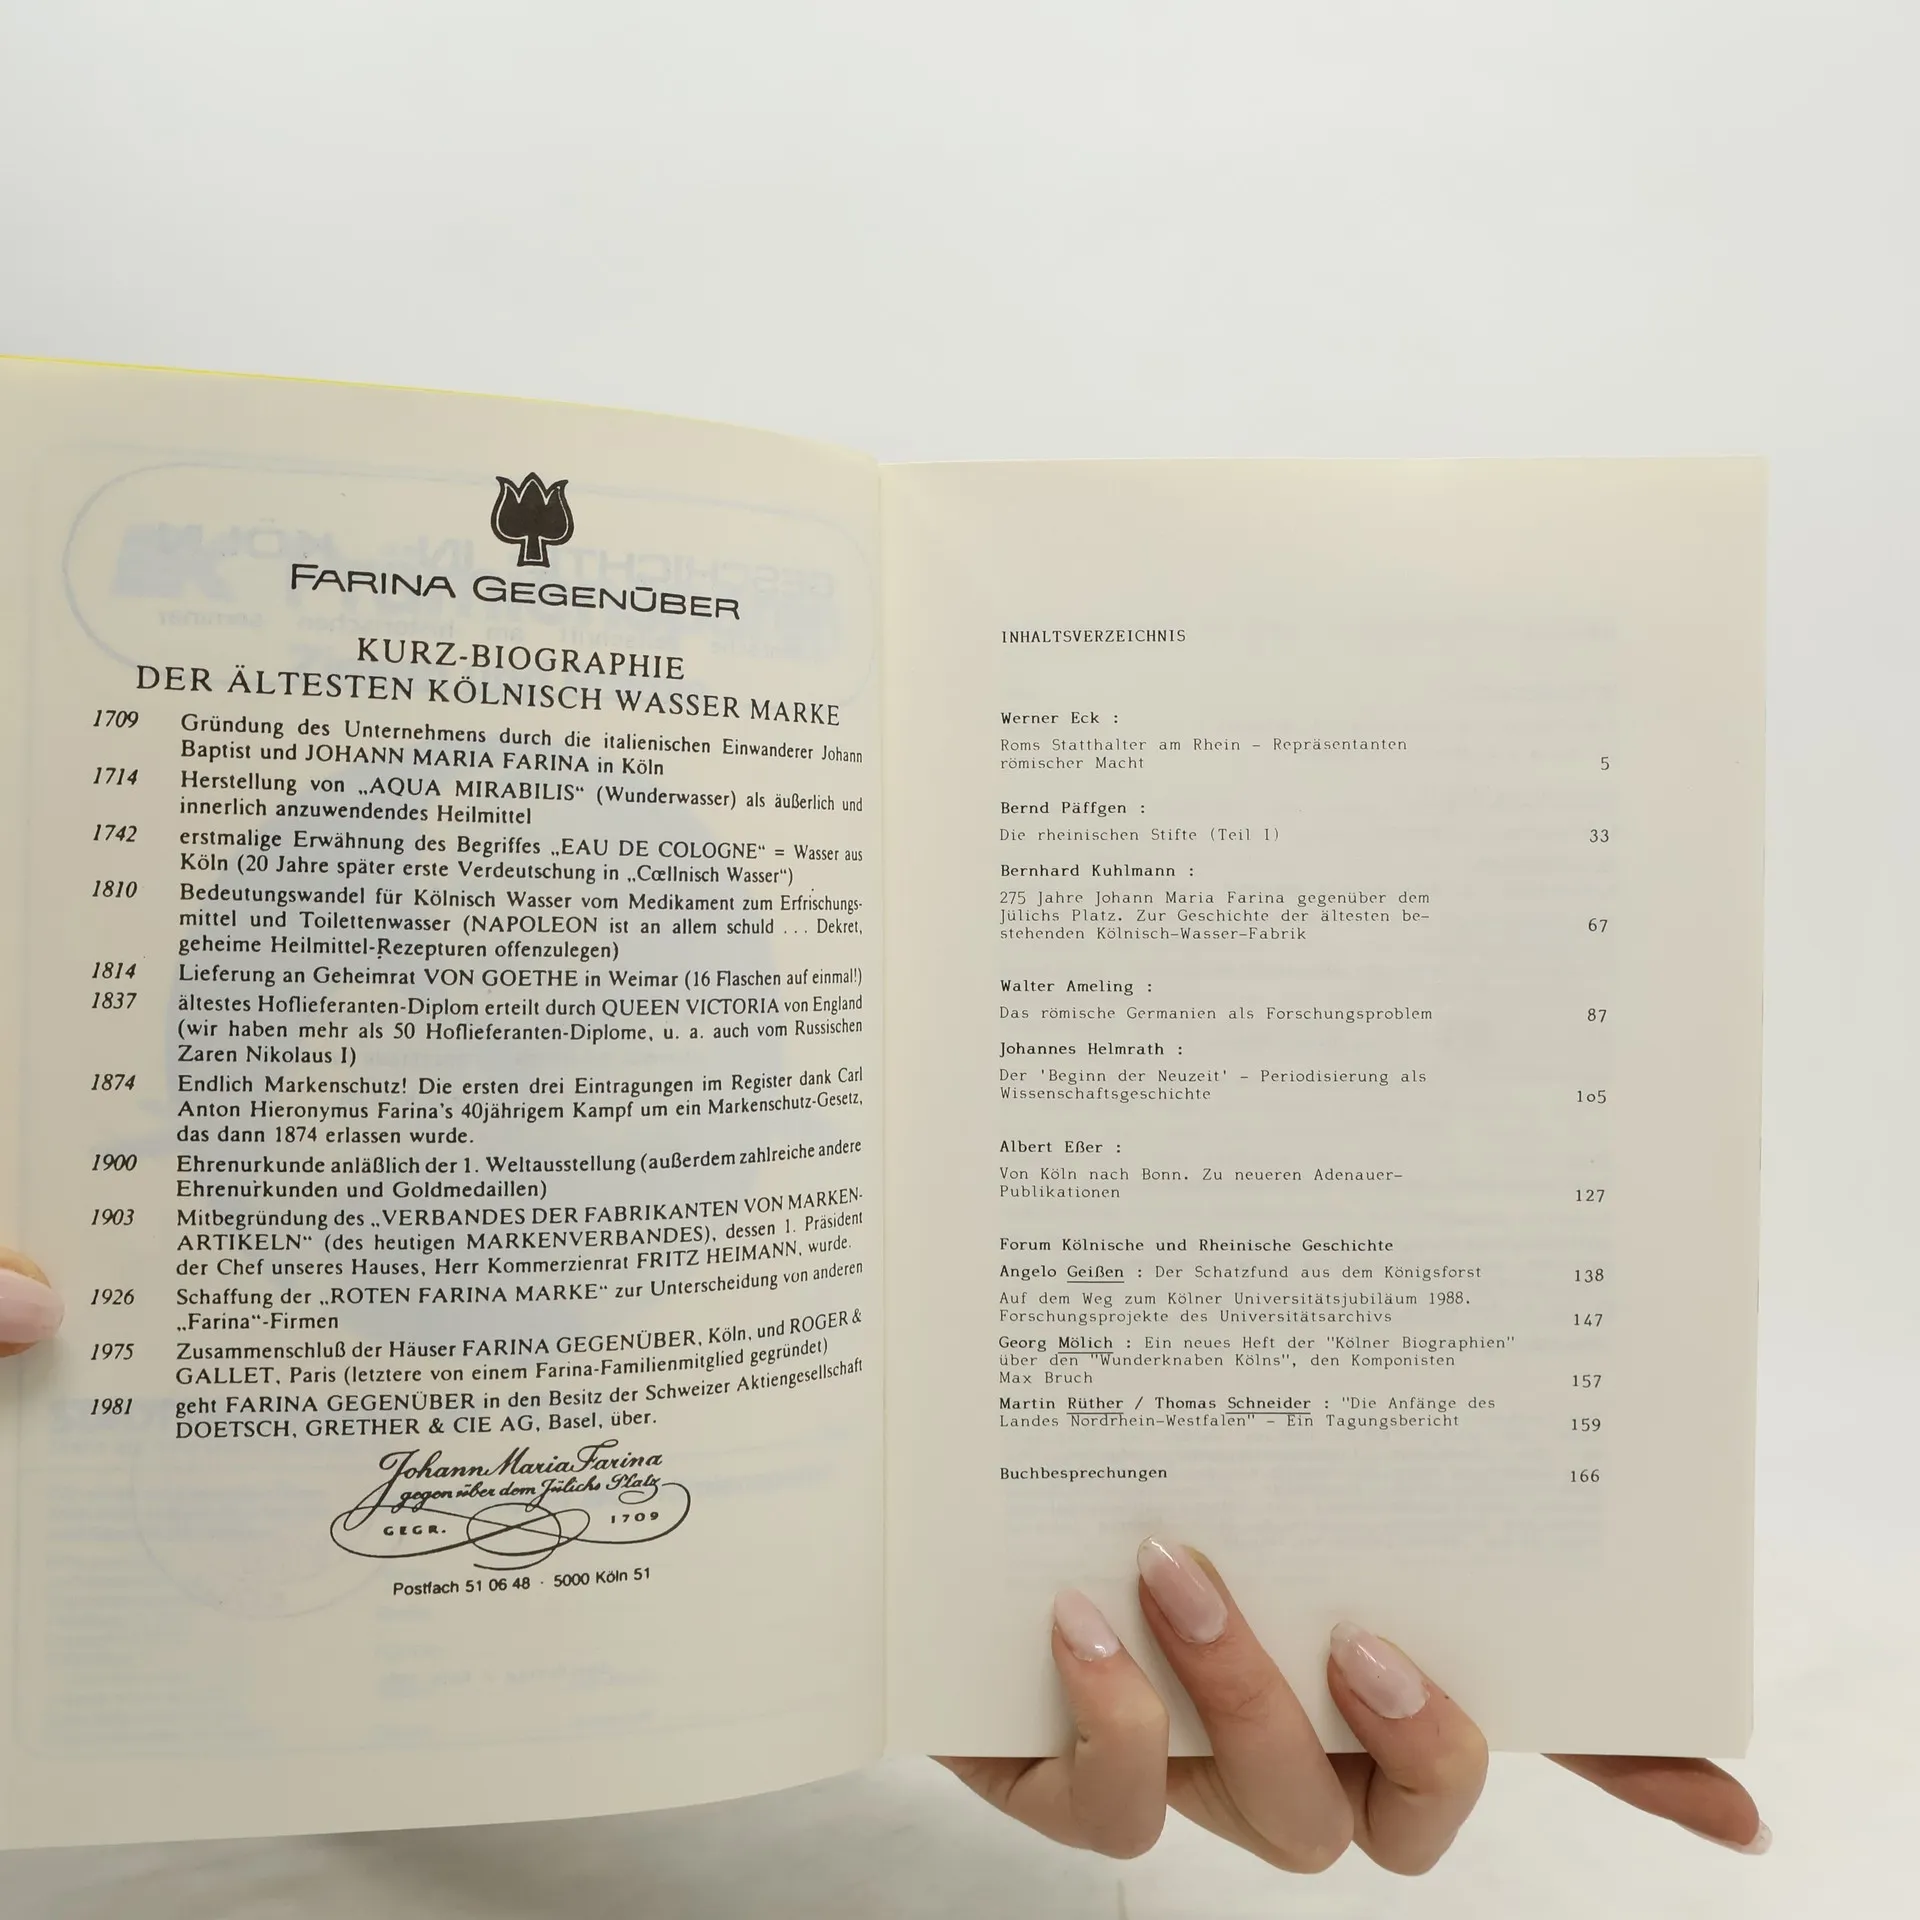 FARINA GEGENÜBER
KURZ-BIOGRAPHIE
DER ÄLTESTEN KÖLNISCH WASSER MARKE
1709 Gründung des Unternehmens durch die italienischen Einwanderer Johann
Baptist und JOHANN MARIA FARINA in Köln
1714 Herstellung von „AQUA MIRABILIS“ (Wunderwasser) als äußerlich und
innerlich anzuwendendes Heilmittel
1742 erstmalige Erwähnung des Begriffes „EAU DE COLOGNE“ = Wasser aus
Köln (20 Jahre später erste Verdeutschung in „Cœllnisch Wasser“)
1810 Bedeutungswandel für Kölnisch Wasser vom Medikament zum Erfrischungs-
mittel und Toilettenwasser (NAPOLEON ist an allem schuld ... Dekret,
geheime Heilmittel-Rezepturen offenzulegen)
1814 Lieferung an Geheimrat VON GOETHE in Weimar (16 Flaschen auf einmal!)
1837 ältestes Hoflieferanten-Diplom erteilt durch QUEEN VICTORIA von England
(wir haben mehr als 50 Hoflieferanten-Diplome, u. a. auch vom Russischen
Zaren Nikolaus I)
1874 Endlich Markenschutz! Die ersten drei Eintragungen im Register dank Carl
Anton Hieronymus Farina's 40jährigem Kampf um ein Markenschutz-Gesetz,
das dann 1874 erlassen wurde.
1900 Ehrenurkunde anläßlich der 1. Weltausstellung (außerdem zahlreiche andere
Ehrenurkunden und Goldmedaillen)
1903 Mitbegründung des „VERBANDES DER FABRIKANTEN VON MARKEN-
ARTIKELN“ (des heutigen MARKENVERBANDES), dessen 1. Präsident
der Chef unseres Hauses, Herr Kommerzienrat FRITZ HEIMANN, wurde.
1926 Schaffung der „ROTEN FARINA MARKE“ zur Unterscheidung von anderen
„Farina“-Firmen
1975 Zusammenschluß der Häuser FARINA GEGENÜBER, Köln, und ROGER &
GALLET, Paris (letztere von einem Farina-Familienmitglied gegründet)
1981 geht FARINA GEGENÜBER in den Besitz der Schweizer Aktiengesellschaft
DOETSCH, GRETHER & CIE AG, Basel, über.
Johann Maria Farina
gegenüber dem Jülichs Platz
GEGR. 1709
Postfach 51 06 48 · 5000 Köln 51
INHALTSVERZEICHNIS
Werner Eck :
Roms Statthalter am Rhein - Repräsentanten
römischer Macht 5
Bernd Päffgen :
Die rheinischen Stifte (Teil I) 33
Bernhard Kuhlmann :
275 Jahre Johann Maria Farina gegenüber dem
Jülichs Platz. Zur Geschichte der ältesten be-
stehenden Kölnisch-Wasser-Fabrik 67
Walter Ameling :
Das römische Germanien als Forschungsproblem 87
Johannes Helmrath :
Der 'Beginn der Neuzeit' - Periodisierung als
Wissenschaftsgeschichte 1o5
Albert Eßer :
Von Köln nach Bonn. Zu neueren Adenauer-
Publikationen 127
Forum Kölnische und Rheinische Geschichte
Angelo Geißen : Der Schatzfund aus dem Königsforst 138
Auf dem Weg zum Kölner Universitätsjubiläum 1988.
Forschungsprojekte des Universitätsarchivs 147
Georg Mölich : Ein neues Heft der "Kölner Biographien"
über den "Wunderknaben Kölns", den Komponisten
Max Bruch 157
Martin Rüther / Thomas Schneider : "Die Anfänge des
Landes Nordrhein-Westfalen" - Ein Tagungsbericht 159
Buchbesprechungen 166